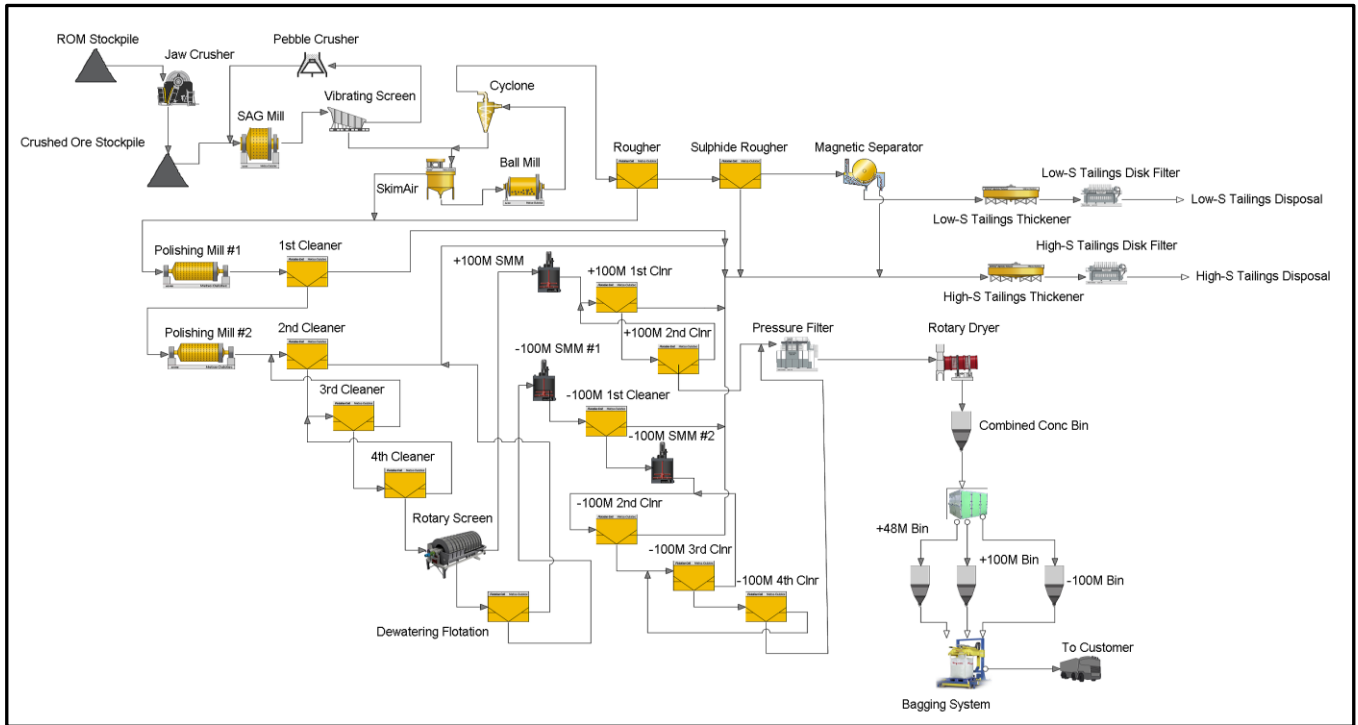 ROM Stockpile
Jaw Crusher
Pebble Crusher
Vibrating Screen
SAG Mill
Crushed Ore Stockpile
Cyclone
Ball Mill
SkimAir
Rougher
Sulphide Rougher
Magnetic Separator
Low-S Tailings Disk Filter
Low-S Tailings Disposal
Low-S Tailings Thickener
High-S Tailings Disk Filter
High-S Tailings Disposal
High-S Tailings Thickener
Polishing Mill #1
1st Cleaner
+100M SMM
+100M 1st Clnr
Polishing Mill #2
2nd Cleaner
+100M 2nd Clnr
Pressure Filter
Rotary Dryer
-100M SMM #1
3rd Cleaner
-100M 1st Cleaner
Combined Conc Bin
-100M SMM #2
4th Cleaner
-100M 2nd Clnr
Rotary Screen
+48M Bin
-100M 3rd Clnr
+100M Bin
-100M 4th Clnr
-100M Bin
Dewatering Flotation
To Customer
Bagging System